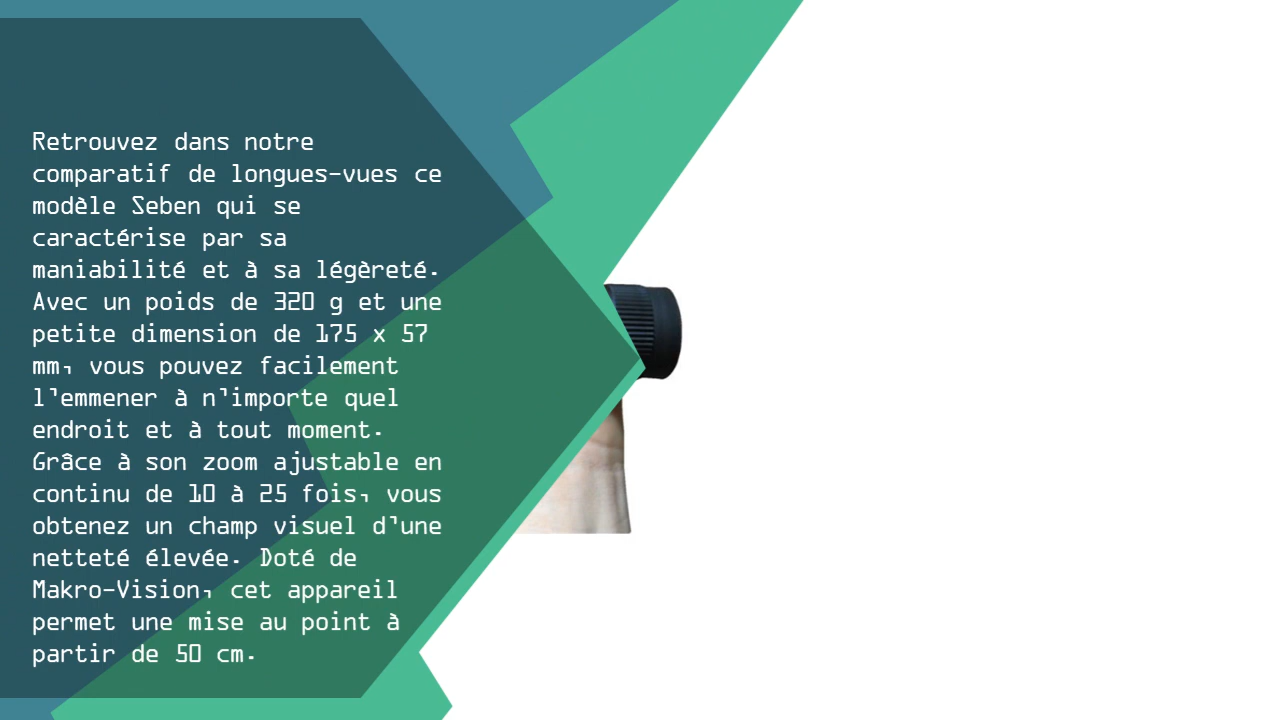 Retrouvez dans notre
comparatif de longues-vues ce
modèle Seben qui se
caractérise par sa
maniabilité et à sa légèreté.
Avec un poids de 320 g et une
petite dimension de 175 x 57
mm, vous pouvez facilement
l'emmener à n'importe quel
endroit et à tout moment.
Grâce à son zoom ajustable en
continu de 10 à 25 fois, vous
obtenez un champ visuel d'une
netteté élevée. Doté de
Makro-Vision, cet appareil
permet une mise au point à
partir de 50 cm.